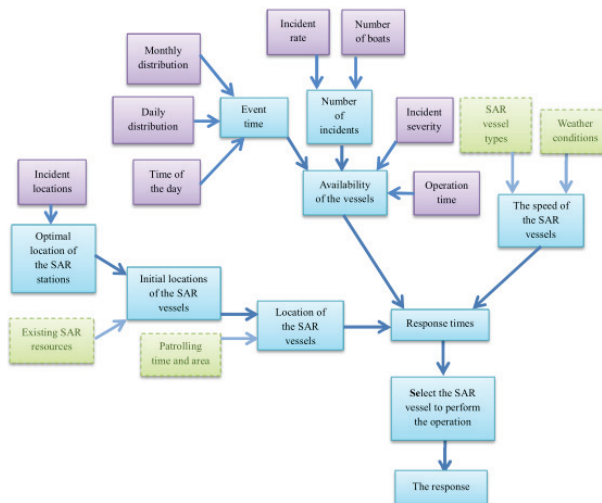 Incident
rate
Number
of boats
Monthly
distribution
Daily
distribution
Event
time
Number
of
incidents
Incident
severity
SAR
vessel
types
Weather
conditions
Time of
the day
Incident
locations
Availability
of the vessels
Operation
time
The speed of
the SAR
vessels
Optimal
location of
the SAR
stations
Initial locations
of the SAR
vessels
Existing SAR
resources
Patrolling
time and area
Location of
the SAR
vessels
Response times
Select the SAR
vessel to perform
the operation
The response